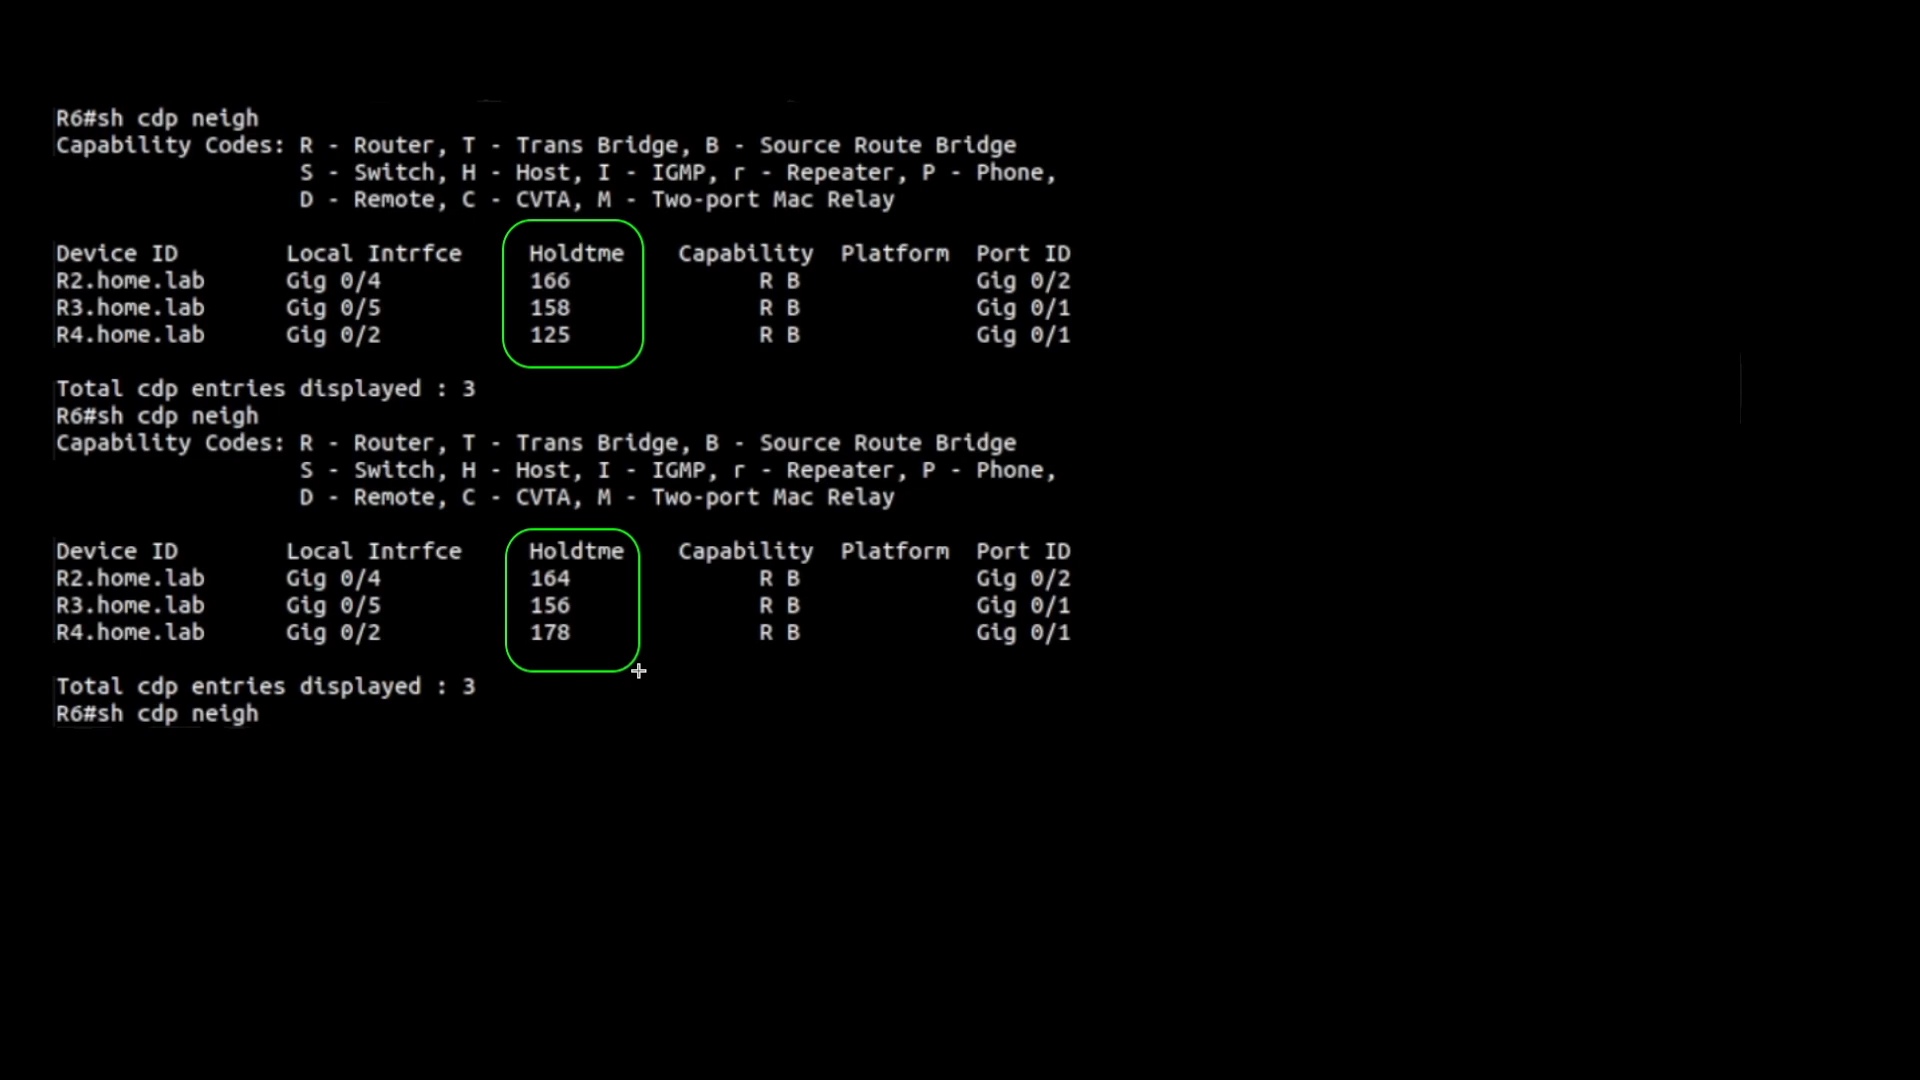 R6#sh cdp neigh
Capability Codes: R - Router, T - Trans Bridge, B - Source Route Bridge
S - Switch, H - Host, I - IGMP, r - Repeater, P - Phone,
D - Remote, C - CVTA, M - Two-port Mac Relay
Device ID Local Intrfce Holdtme Capability Platform Port ID
R2.home.lab Gig 0/4 166 R B Gig 0/2
R3.home.lab Gig 0/5 158 R B Gig 0/1
R4.home.lab Gig 0/2 125 R B Gig 0/1
Total cdp entries displayed : 3
R6#sh cdp neigh
Capability Codes: R - Router, T - Trans Bridge, B - Source Route Bridge
S - Switch, H - Host, I - IGMP, r - Repeater, P - Phone,
D - Remote, C - CVTA, M - Two-port Mac Relay
Device ID Local Intrfce Holdtme Capability Platform Port ID
R2.home.lab Gig 0/4 164 R B Gig 0/2
R3.home.lab Gig 0/5 156 R B Gig 0/1
R4.home.lab Gig 0/2 178 R B Gig 0/1
Total cdp entries displayed : 3
R6#sh cdp neigh